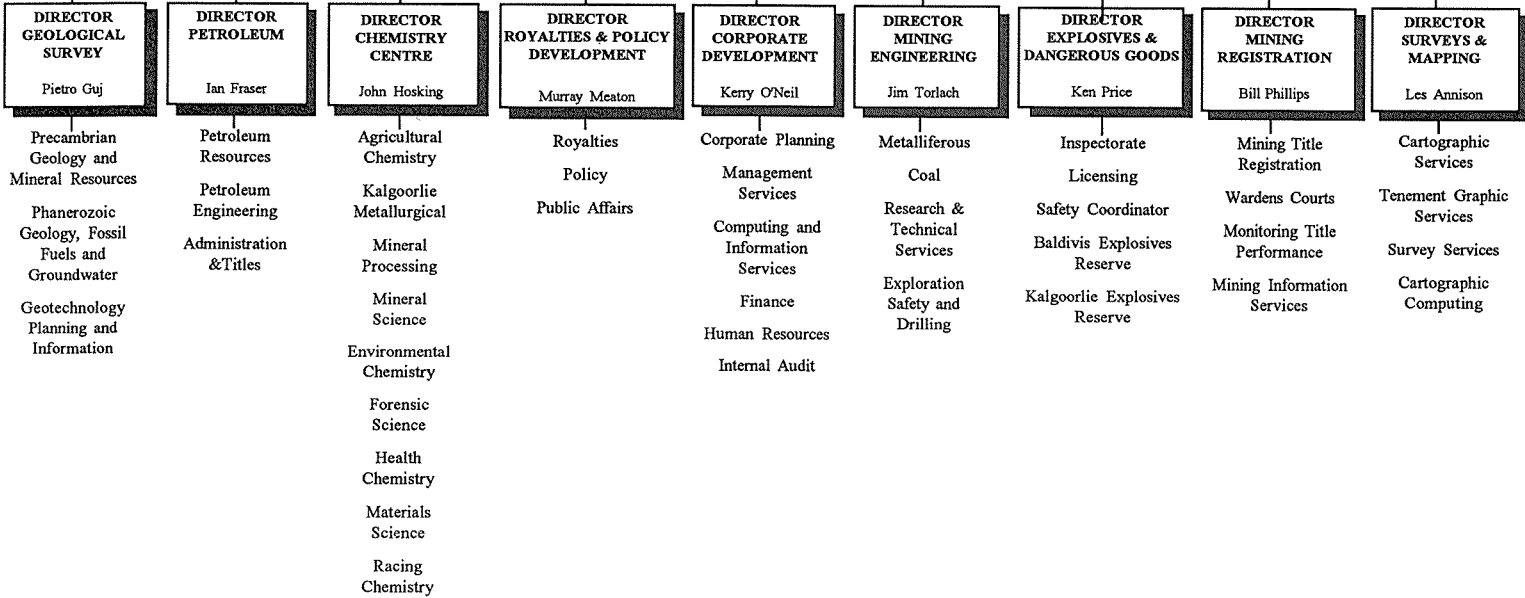 DIRECTOR
GEOLOGICAL
SURVEY
Pietro Guj
Precambrian
Geology and
Mineral Resources
Phanerozoic
Geology, Fossil
Fuels and
Groundwater
Geotechnology
Planning and
Information
DIRECTOR
PETROLEUM
Ian Fraser
Petroleum
Resources
Petroleum
Engineering
Administration
&Titles
DIRECTOR
CHEMISTRY
CENTRE
John Hosking
Agricultural
Chemistry
Kalgoorlie
Metallurgical
Mineral
Processing
Mineral
Science
Environmental
Chemistry
Forensic
Science
Health
Chemistry
Materials
Science
Racing
Chemistry
DIRECTOR
ROYALTIES & POLICY
DEVELOPMENT
Murray Meaton
Royalties
Policy
Public Affairs
DIRECTOR
CORPORATE
DEVELOPMENT
Kerry O'Neil
Corporate Planning
Management
Services
Computing and
Information
Services
Finance
Human Resources
Internal Audit
DIRECTOR
MINING
ENGINEERING
Jim Torlach
Metalliferous
Coal
Research &
Technical
Services
Exploration
Safety and
Drilling
DIRECTOR
EXPLOSIVES &
DANGEROUS GOODS
Ken Price
Inspectorate
Licensing
Safety Coordinator
Baldivis Explosives
Reserve
Kalgoorlie Explosives
Reserve
DIRECTOR
MINING
REGISTRATION
Bill Phillips
Mining Title
Registration
Wardens Courts
Monitoring Title
Performance
Mining Information
Services
DIRECTOR
SURVEYS &
MAPPING
Les Annison
Cartographic
Services
Tenement Graphic
Services
Survey Services
Cartographic
Computing